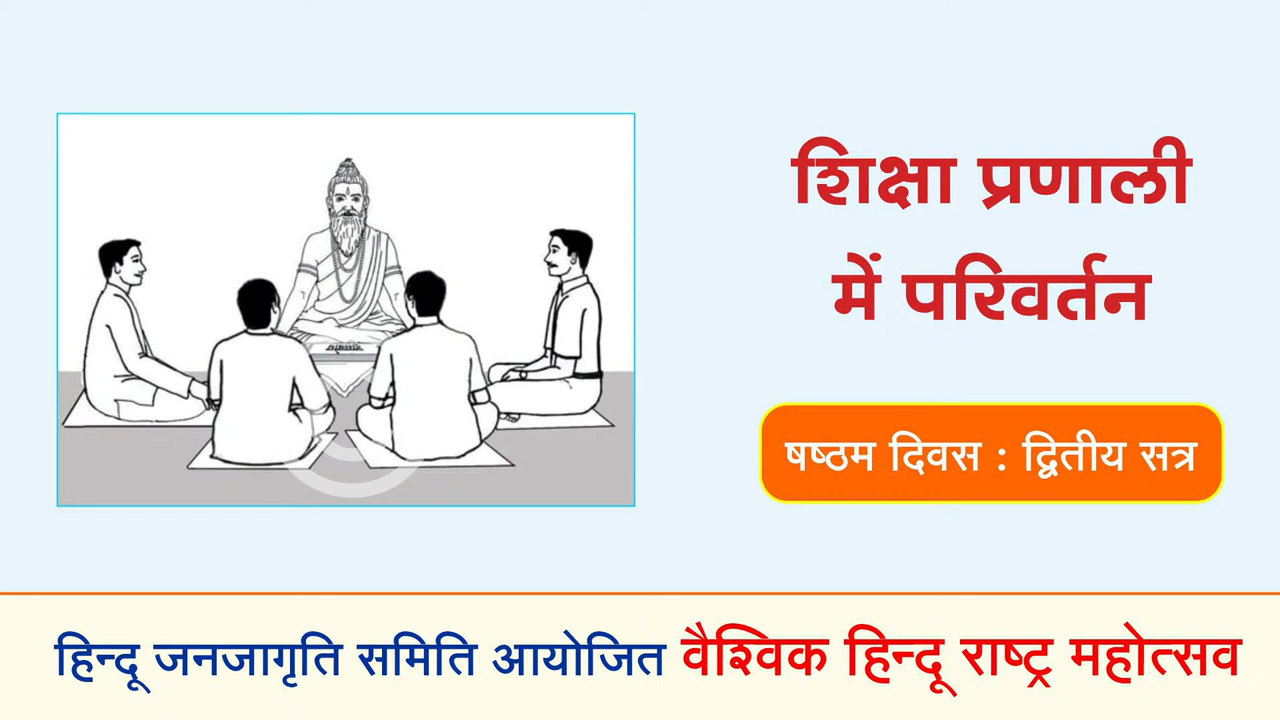 शिक्षा प्रणाली
में परिवर्तन
षष्ठम दिवस : द्वितीय सत्र
हिन्दू जनजागृति समिति आयोजित वैश्विक हिन्दू राष्ट्र महोत्सव